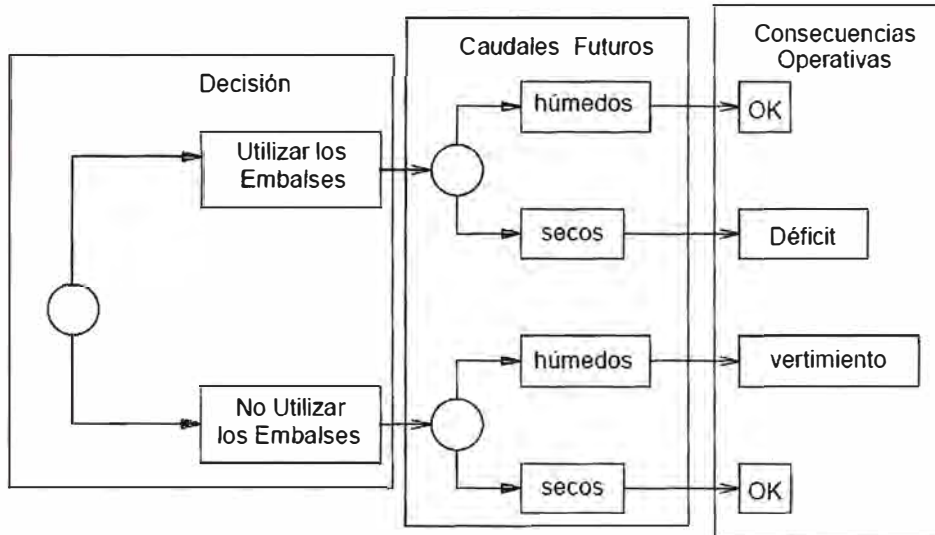 Decisión
Utilizar los
Embalses
No Utilizar
los Embalses
Caudales Futuros
húmedos
secos
húmedos
secos
Consecuencias
Operativas
OK
Déficit
vertimiento
OK